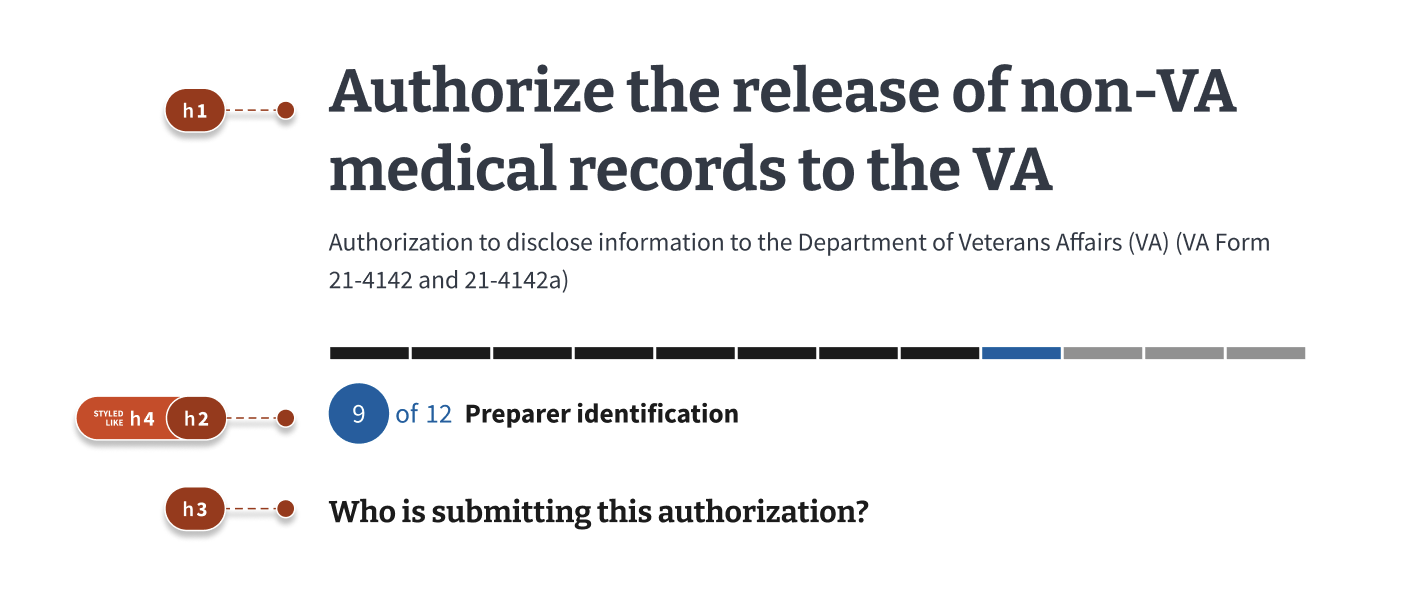 h1
Authorize the release of non-VA
medical records to the VA
Authorization to disclose information to the Department of Veterans Affairs (VA) (VA Form
21-4142 and 21-4142a)
STYLED LIKE h4 h2
9 of 12 Preparer identification
h3
Who is submitting this authorization?